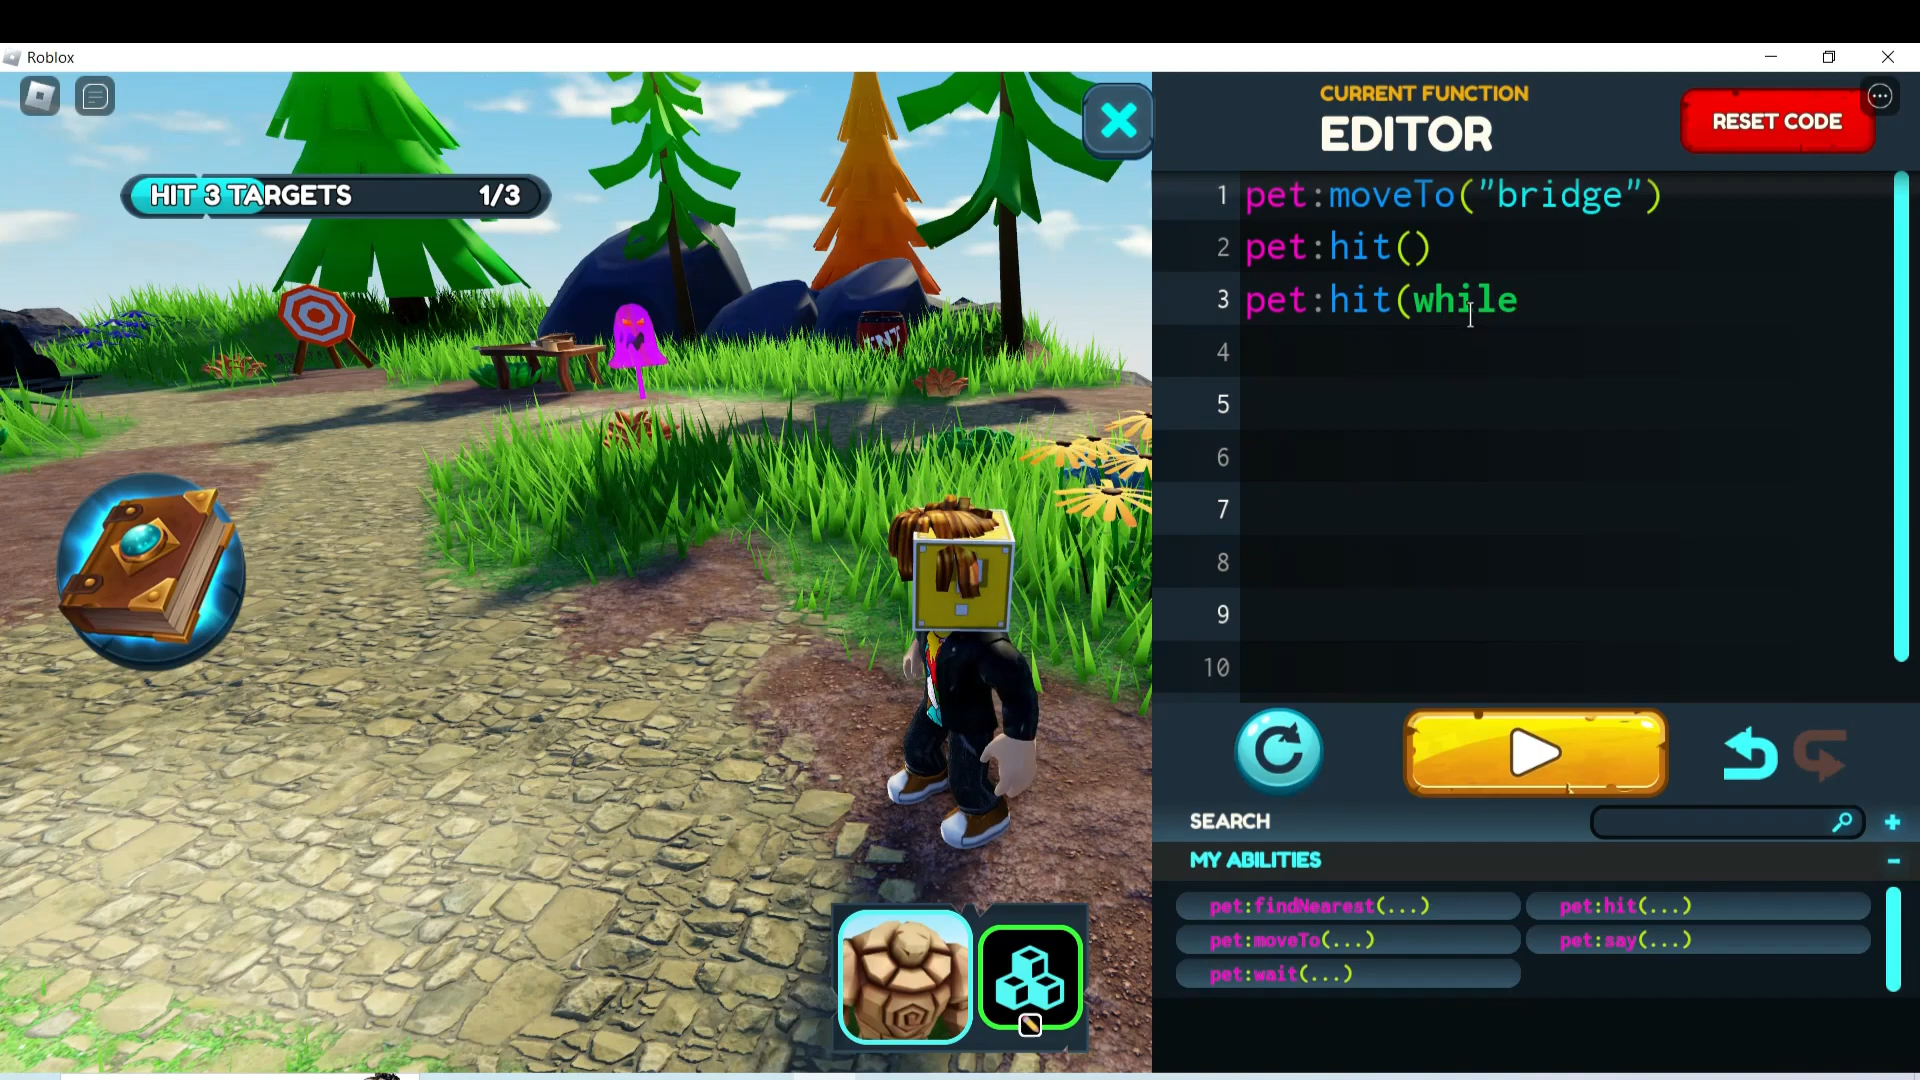 Roblox
HIT 3 TARGETS 1/3
TNT
CURRENT FUNCTION
EDITOR
RESET CODE
1 pet:moveTo("bridge")
2 pet:hit()
3 pet:hit(while
4
5
6
7
8
9
10
SEARCH
MY ABILITIES
pet:findNearest(...) pet:hit(...)
pet:moveTo(...) pet:say(...)
pet:wait(...)